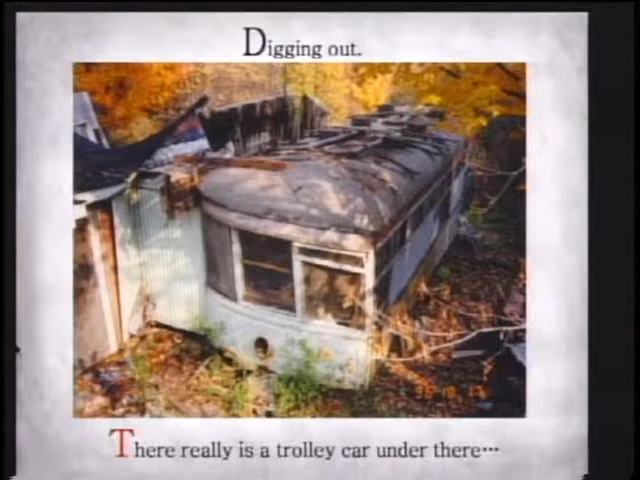 Digging out.
There really is a trolley car under there…